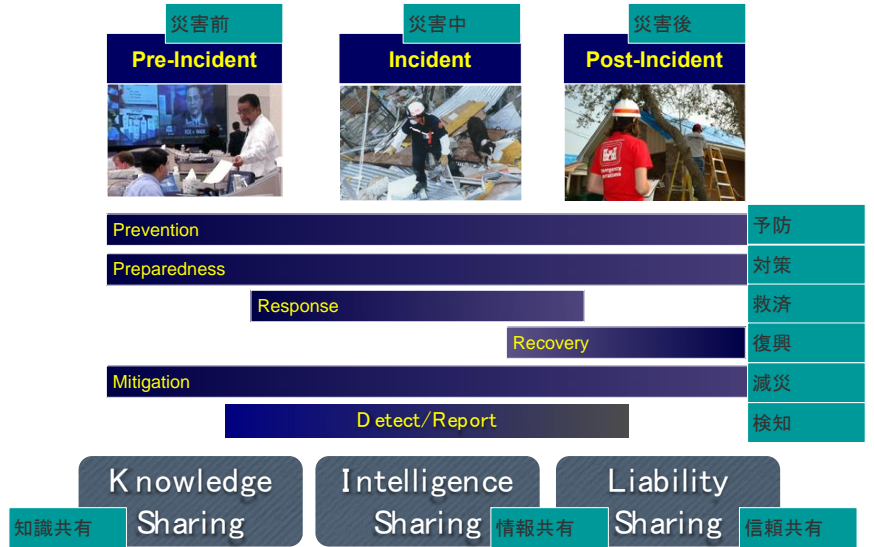 災害前
災害中
災害後
Pre-Incident
Incident
Post-Incident
Prevention
予防
Preparedness
対策
Response
救済
Recovery
復興
Mitigation
減災
Detect/Report
検知
Knowledge
Sharing
知識共有
Intelligence
Sharing
情報共有
Liability
Sharing
信頼共有